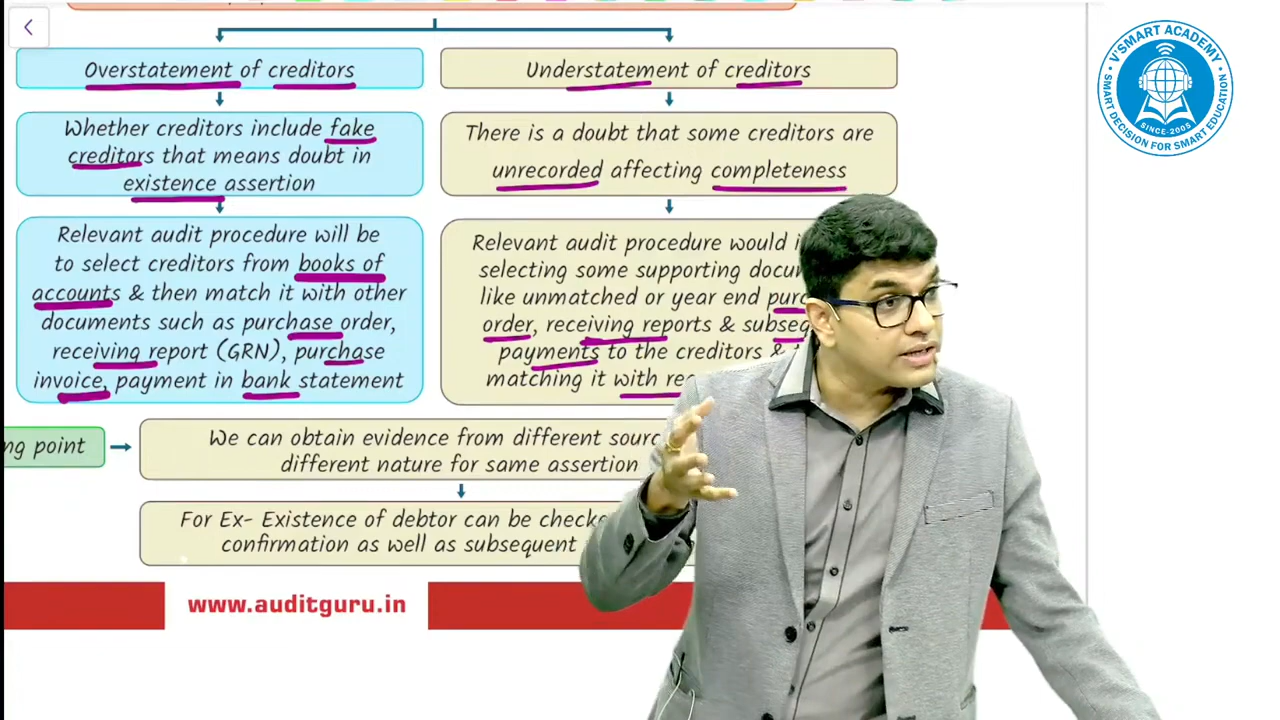 Overstatement of creditors
Whether creditors include fake
creditors that means doubt in
existence assertion
Relevant audit procedure will be
to select creditors from books of
accounts & then match it with other
documents such as purchase order,
receiving report (GRN), purchase
invoice, payment in bank statement
Understatement of creditors
There is a doubt that some creditors are
unrecorded affecting completeness
Relevant audit procedure would
selecting some supporting
like unmatched or year end
order, receiving reports &
payments to the creditors &
matching it with
ng point
We can obtain evidence from different
different nature for same assertion
For Ex- Existence of debtor can be
confirmation as well as subsequent
www.auditguru.in
V'SMART ACADEMY
SINCE-2005
SMART DECISION FOR SMART EDUCATION